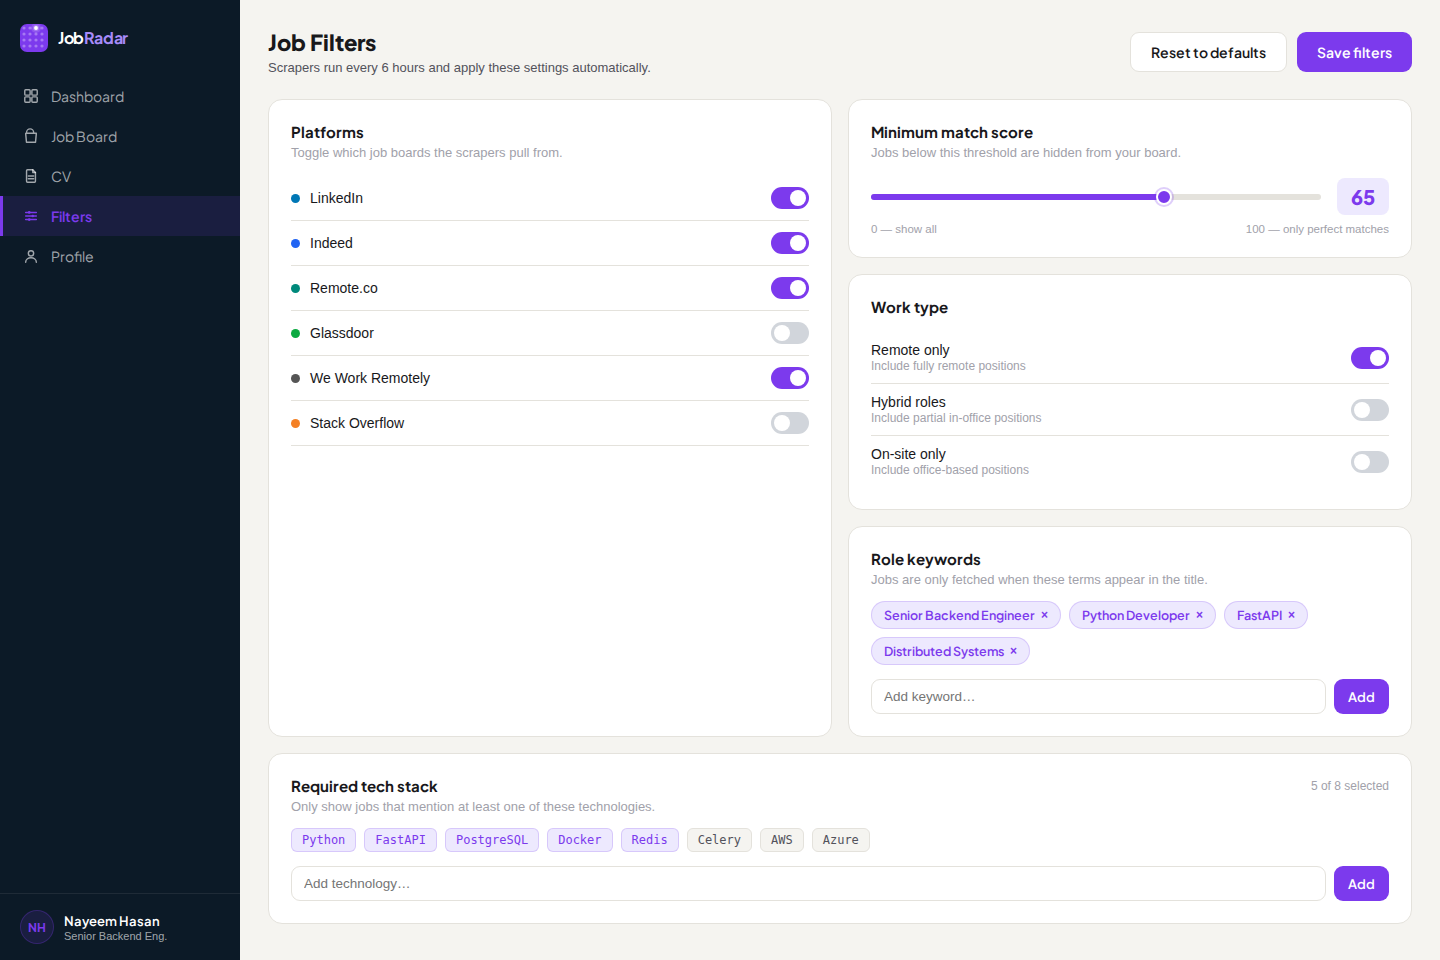 JobRadar
Dashboard
Job Board
CV
Filters
Profile
Nayeem Hasan
NH
Senior Backend Eng.
Job Filters
Scrapers run every 6 hours and apply these settings automatically.
Reset to defaults
Save filters
Platforms
Toggle which job boards the scrapers pull from.
LinkedIn
Indeed
Remote.co
Glassdoor
We Work Remotely
Stack Overflow
Minimum match score
Jobs below this threshold are hidden from your board.
65
0 — show all
100 — only perfect matches
Work type
Remote only
Include fully remote positions
Hybrid roles
Include partial in-office positions
On-site only
Include office-based positions
Role keywords
Jobs are only fetched when these terms appear in the title.
Senior Backend Engineer × Python Developer × FastAPI ×
Distributed Systems ×
Add keyword…
Add
Required tech stack
5 of 8 selected
Only show jobs that mention at least one of these technologies.
Python FastAPI PostgreSQL Docker Redis Celery AWS Azure
Add technology…
Add